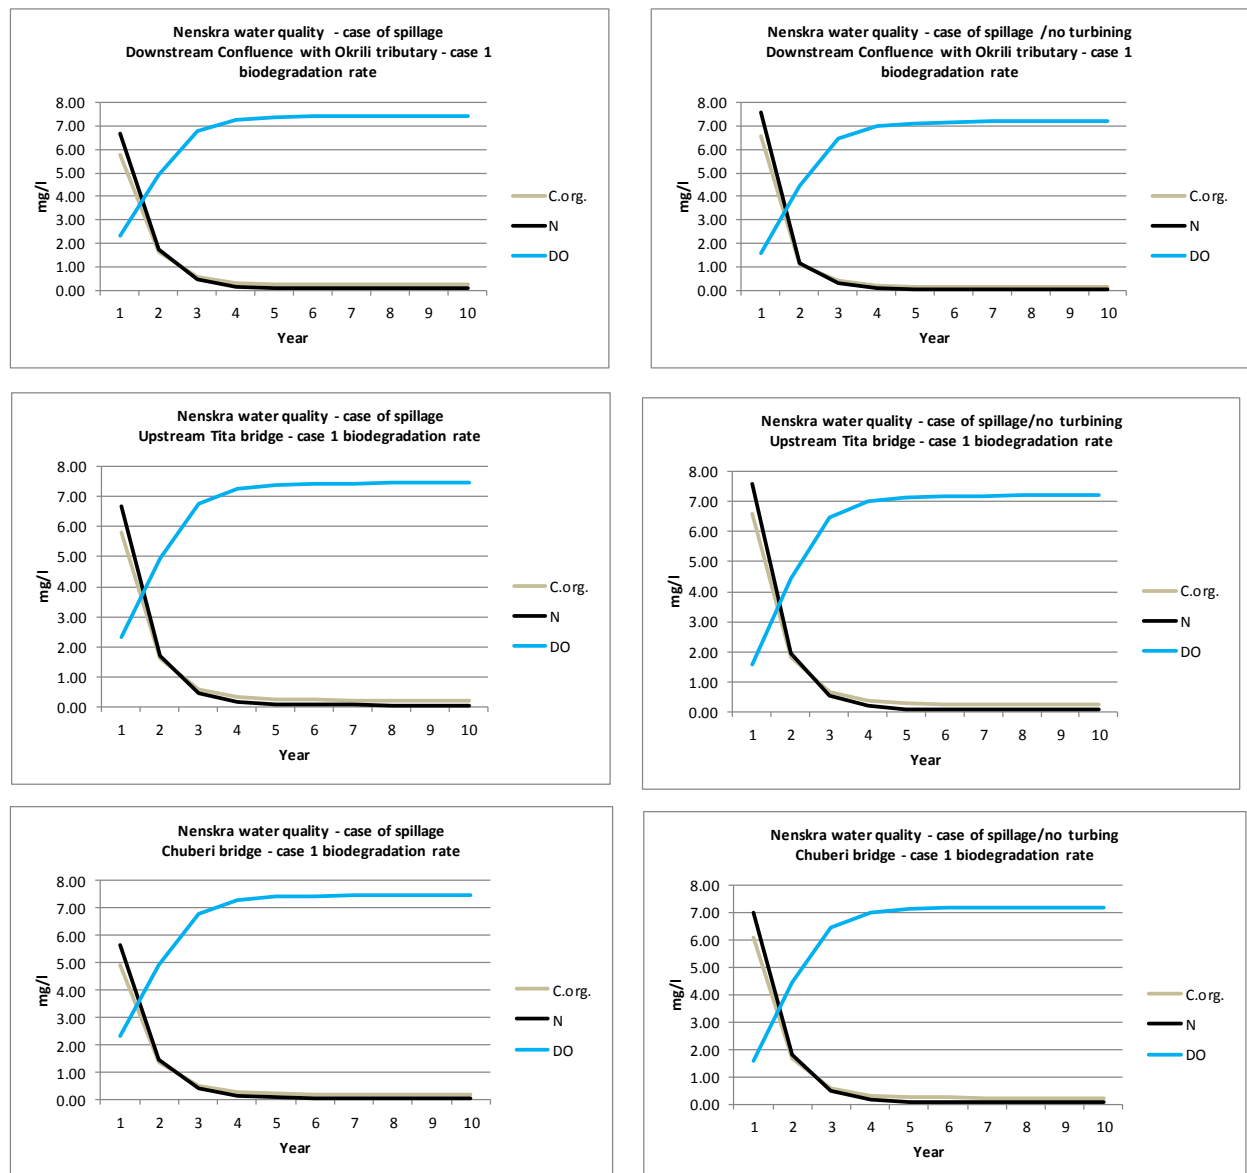 Nenskra water quality - case of spillage
Downstream Confluence with Okrili tributary - case 1
biodegradation rate
8.00
7.00
6.00
5.00
4.00
3.00
2.00
1.00
0.00
mg/l
1 2 3 4 5 6 7 8 9 10
Year
C.org.
N
DO
Nenskra water quality - case of spillage /no turbining
Downstream Confluence with Okrili tributary - case 1
biodegradation rate
8.00
7.00
6.00
5.00
4.00
3.00
2.00
1.00
0.00
mg/l
1 2 3 4 5 6 7 8 9 10
Year
C.org.
N
DO
Nenskra water quality - case of spillage
Upstream Tita bridge - case 1 biodegradation rate
8.00
7.00
6.00
5.00
4.00
3.00
2.00
1.00
0.00
mg/l
1 2 3 4 5 6 7 8 9 10
Year
C.org.
N
DO
Nenskra water quality - case of spillage/no turbining
Upstream Tita bridge - case 1 biodegradation rate
8.00
7.00
6.00
5.00
4.00
3.00
2.00
1.00
0.00
mg/l
1 2 3 4 5 6 7 8 9 10
Year
C.org.
N
DO
Nenskra water quality - case of spillage
Chuberi bridge - case 1 biodegradation rate
8.00
7.00
6.00
5.00
4.00
3.00
2.00
1.00
0.00
mg/l
1 2 3 4 5 6 7 8 9 10
Year
C.org.
N
DO
Nenskra water quality - case of spillage/no turbing
Chuberi bridge - case 1 biodegradation rate
8.00
7.00
6.00
5.00
4.00
3.00
2.00
1.00
0.00
mg/l
1 2 3 4 5 6 7 8 9 10
Year
C.org.
N
DO